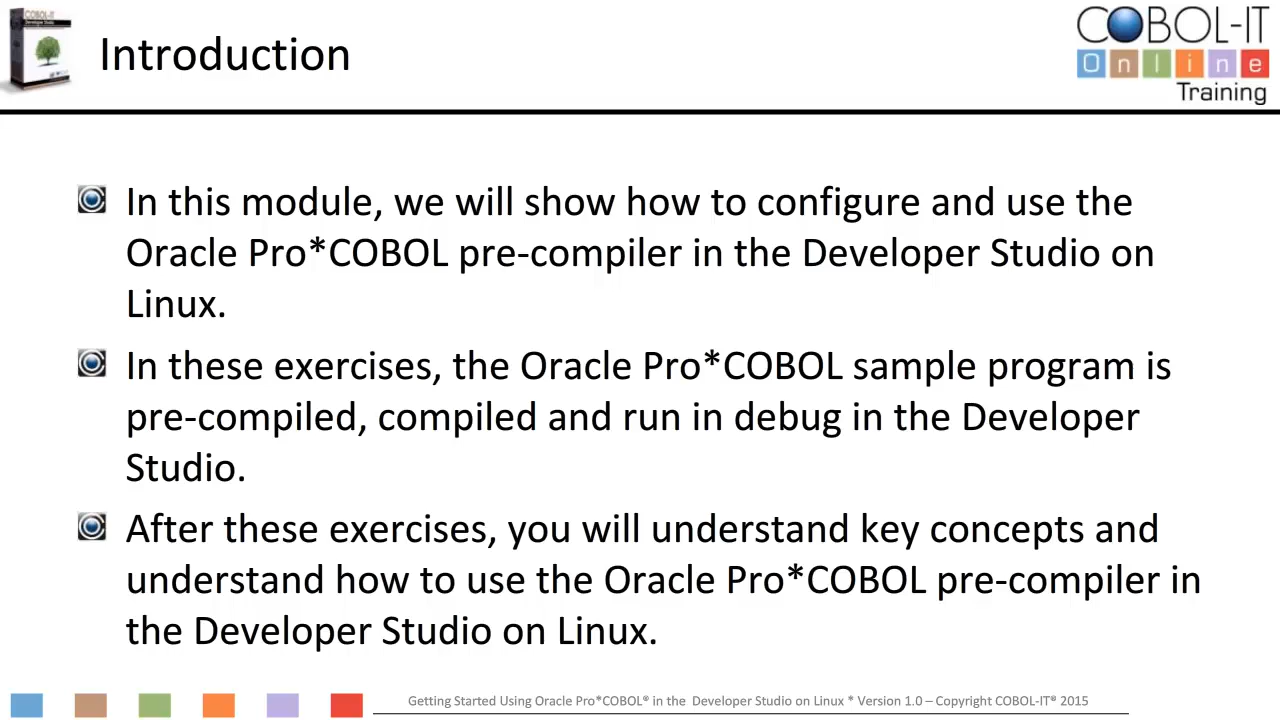 COBOL-IT
Developer Studio
Introduction
COBOL-IT
Online
Training
In this module, we will show how to configure and use the
Oracle Pro*COBOL pre-compiler in the Developer Studio on
Linux.
In these exercises, the Oracle Pro*COBOL sample program is
pre-compiled, compiled and run in debug in the Developer
Studio.
After these exercises, you will understand key concepts and
understand how to use the Oracle Pro*COBOL pre-compiler in
the Developer Studio on Linux.
Getting Started Using Oracle Pro*COBOL® in the  Developer Studio on Linux * Version 1.0 – Copyright COBOL-IT® 2015